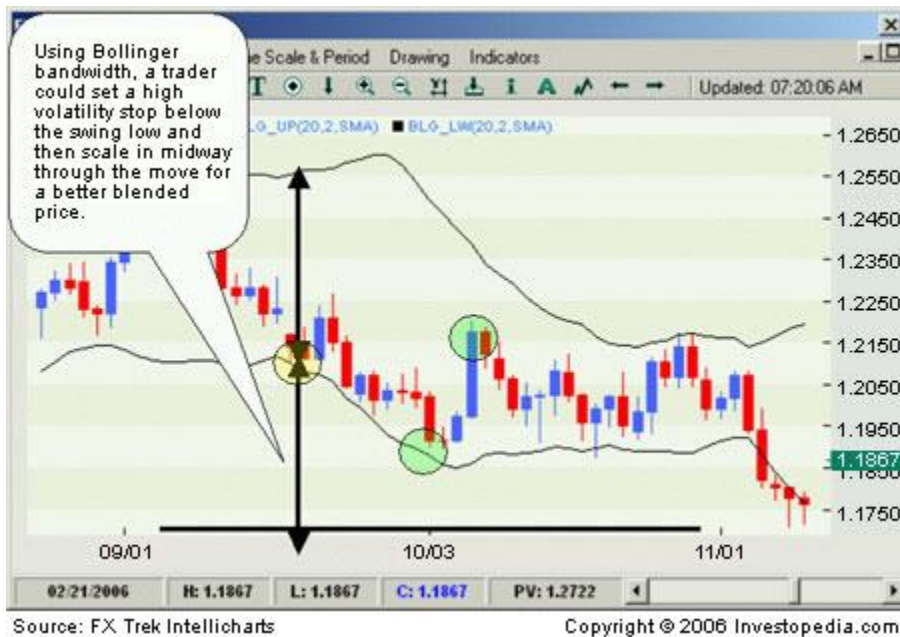 Using Bollinger
bandwidth, a trader
could set a high
volatility stop below
the swing low and
then scale in midway
through the move for
a better blended
price.
Scale & Period Drawing Indicators
Updated: 07:20:06 AM
UP(20,2,SMA) BLG_LW(20,2,SMA)
1.2650
1.2550
1.2450
1.2350
1.2250
1.2150
1.2050
1.1950
1.1867
1.1850
1.1750
09/01 10/03 11/01
02/21/2006 H: 1.1867 L: 1.1867 C: 1.1867 PV: 1.2722
Source: FX Trek Intellicharts Copyright © 2006 Investopedia.com